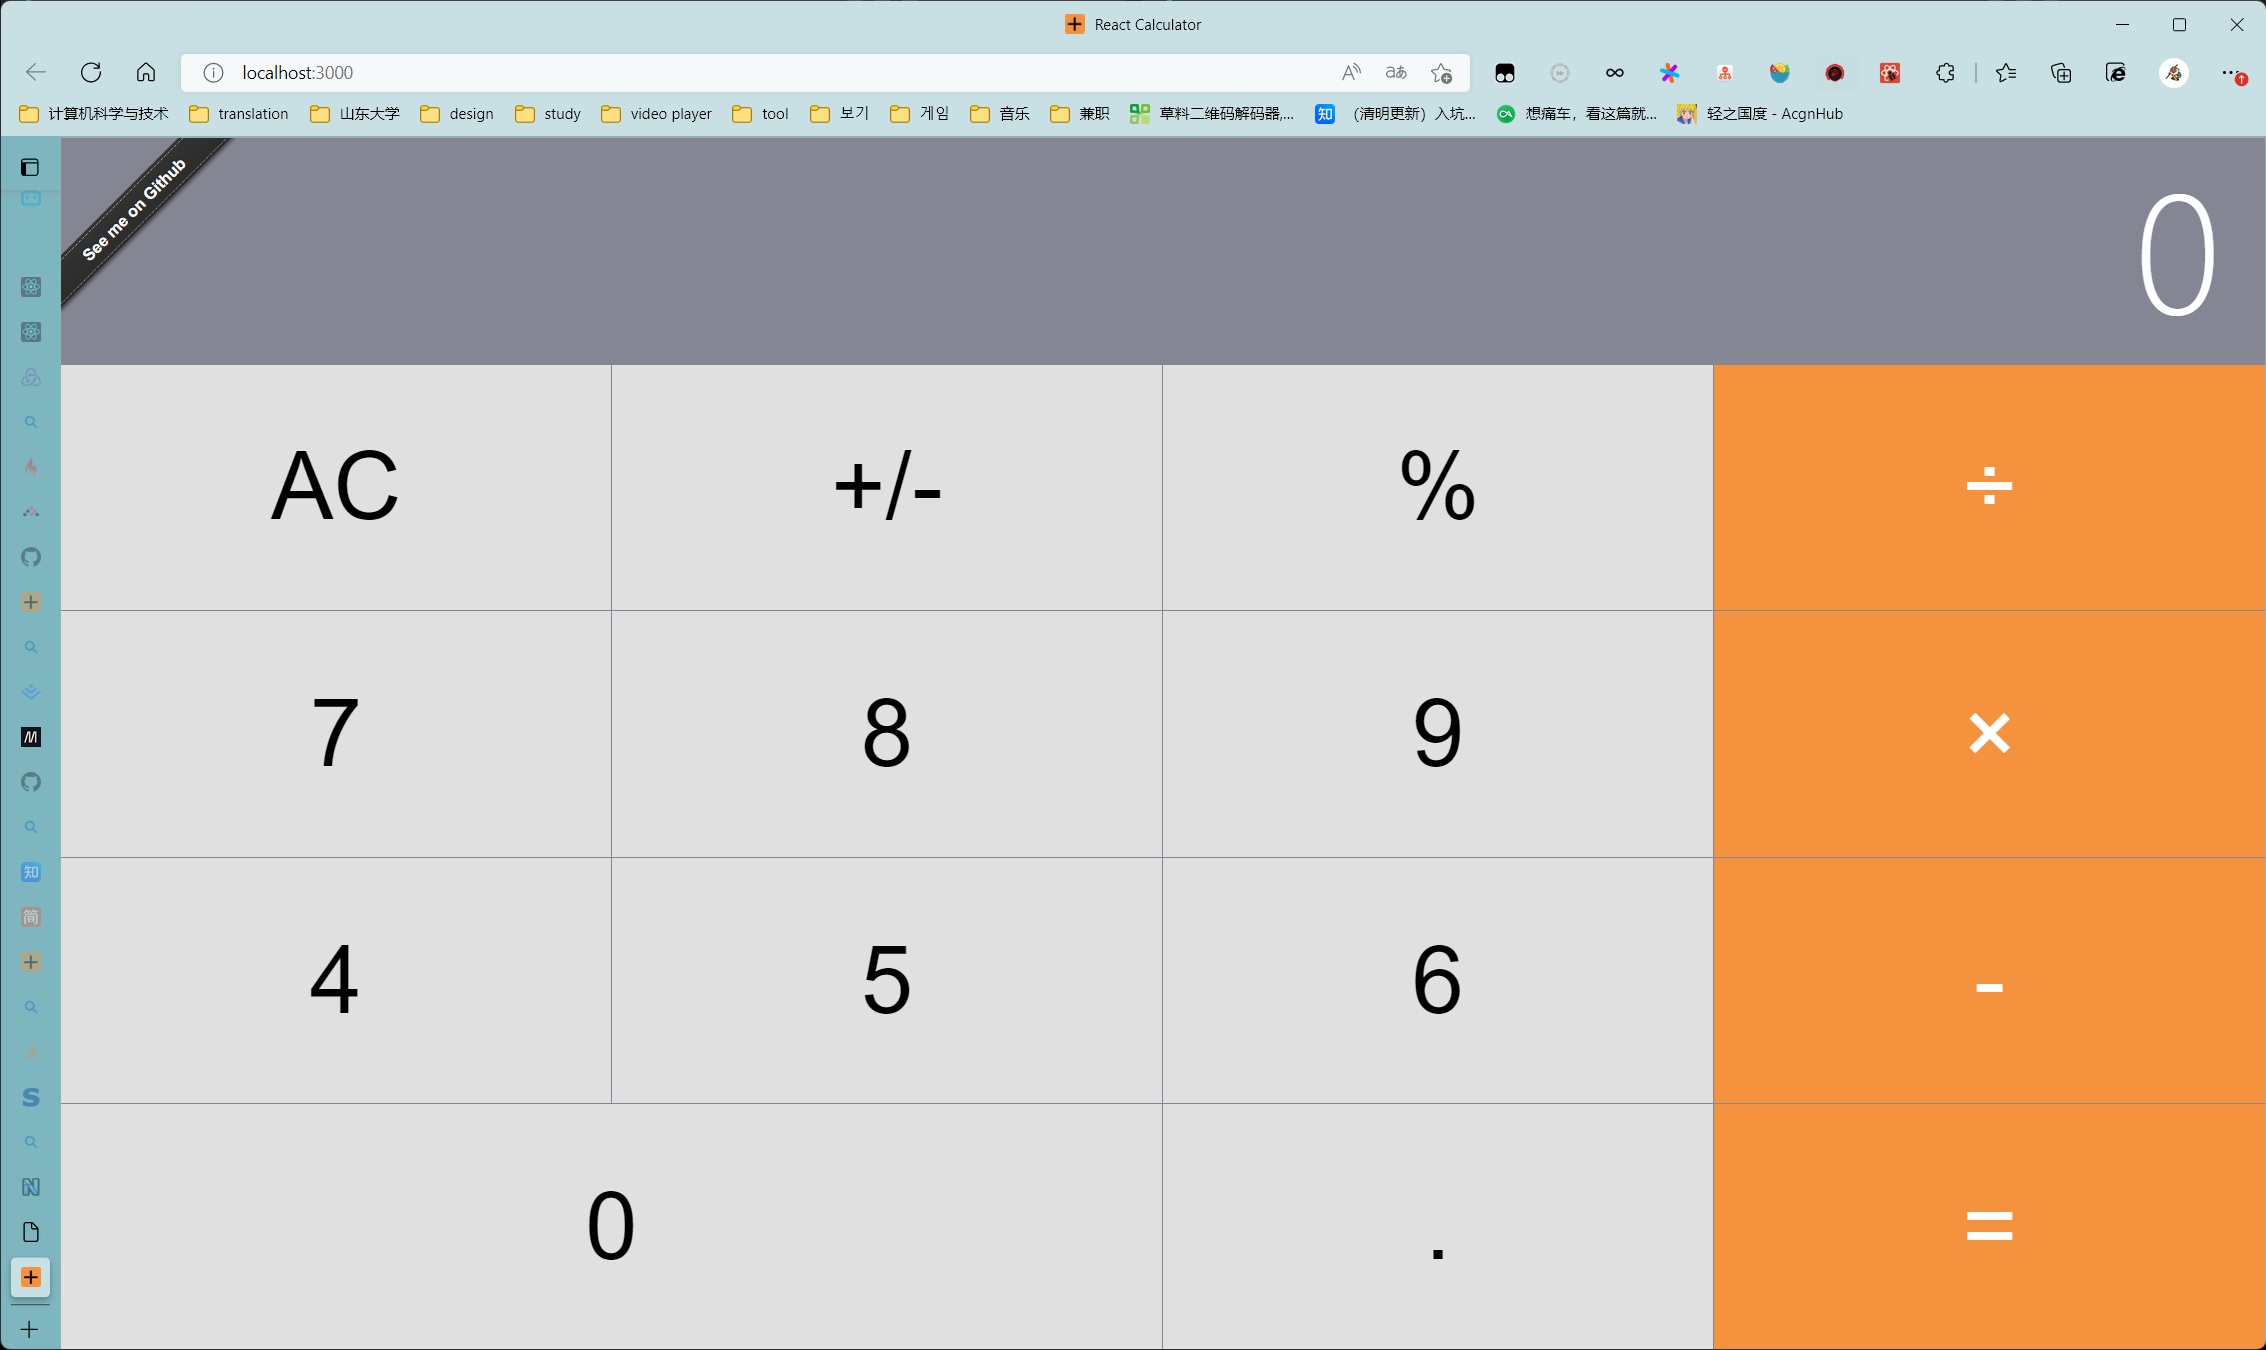 React Calculator
localhost:3000
计算机科学与技术
translation
山东大学
design
study
video player
tool
보기
게임
音乐
兼职
草料二维码解码器,...
知
（清明更新）入坑...
想痛车，看这篇就...
轻之国度 - AcgnHub
See me on Github
0
AC
+/-
%
÷
7
8
9
×
4
5
6
-
0
.
=
知
简